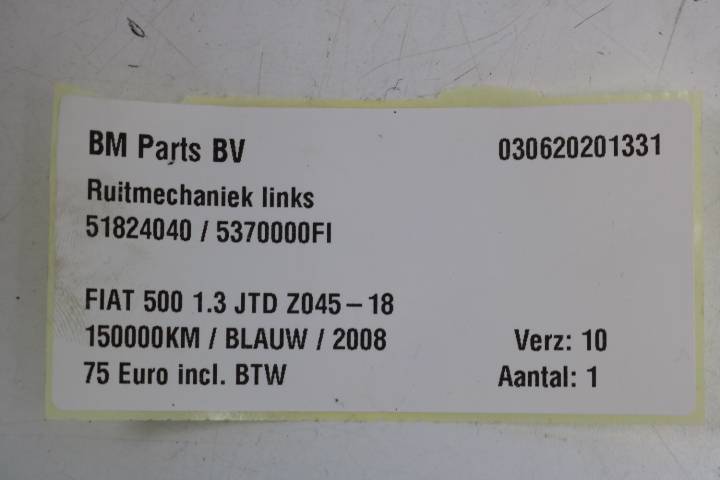 BM Parts BV 030620201331
Ruitmechaniek links
51824040 / 5370000FI
FIAT 500 1.3 JTD Z045-18
150000KM / BLAUW / 2008 Verz: 10
75 Euro incl. BTW Aantal: 1